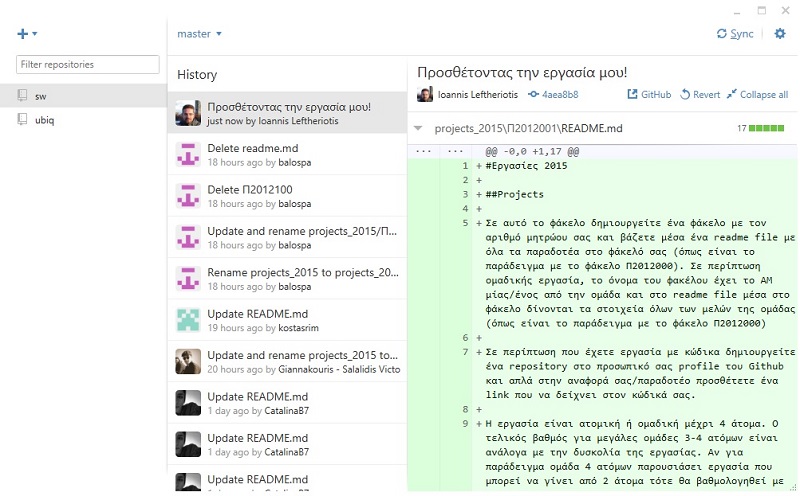 master
Sync
Filter repositories
sw
ubiq
History
Προσθέτοντας την εργασία μου!
just now by Ioannis Leftheriotis
Delete readme.md
18 hours ago by balospa
Delete Π2012100
18 hours ago by balospa
Update and rename projects_2015/Π...
18 hours ago by balospa
Rename projects_2015 to projects_20...
18 hours ago by balospa
Update README.md
19 hours ago by kostasrim
Update and rename projects_2015 to...
20 hours ago by Giannakouris - Salalidis Victo
Update README.md
1 day ago by CatalinaB7
Update README.md
1 day ago by CatalinaB7
Update README.md
Προσθέτοντας την εργασία μου!
Ioannis Leftheriotis 4aea8b8 GitHub Revert Collapse all
projects_2015\Π2012001\README.md 17
... ... @@ -0,0 +1,17 @@
1 +#Εργασίες 2015
2 +
3 +##Projects
4 +
5 +Σε αυτό το φάκελο δημιουργείτε ένα φάκελο με τον
αριθμό μητρώου σας και βάζετε μέσα ένα readme file με
όλα τα παραδοτέα στο φάκελό σας (όπως είναι το
παράδειγμα με το φάκελο Π2012000). Σε περίπτωση
ομαδικής εργασία, το όνομα του φακέλου έχει το ΑΜ
μίας/ένος από την ομάδα και στο readme file μέσα στο
φάκελο δίνονται τα στοιχεία όλων των μελών της ομάδας
(όπως είναι το παράδειγμα με το φάκελο Π2012000)
6 +
7 +Σε περίπτωση που έχετε εργασία με κώδικα δημιουργείτε
ένα repository στο προσωπικό σας profile του Github
και απλά στην αναφορά σας/παραδοτέο προσθέτετε ένα
link που να δείχνει στον κώδικά σας.
8 +
9 +Η εργασία είναι ατομική ή ομαδική μέχρι 4 άτομα. Ο
τελικός βαθμός για μεγάλες ομάδες 3-4 ατόμων είναι
ανάλογα με την δυσκολία της εργασίας. Αν για
παράδειγμα ομάδα 4 ατόμων παρουσιάσει εργασία που
μπορεί να γίνει από 2 άτομα τότε θα βαθμολογηθεί με